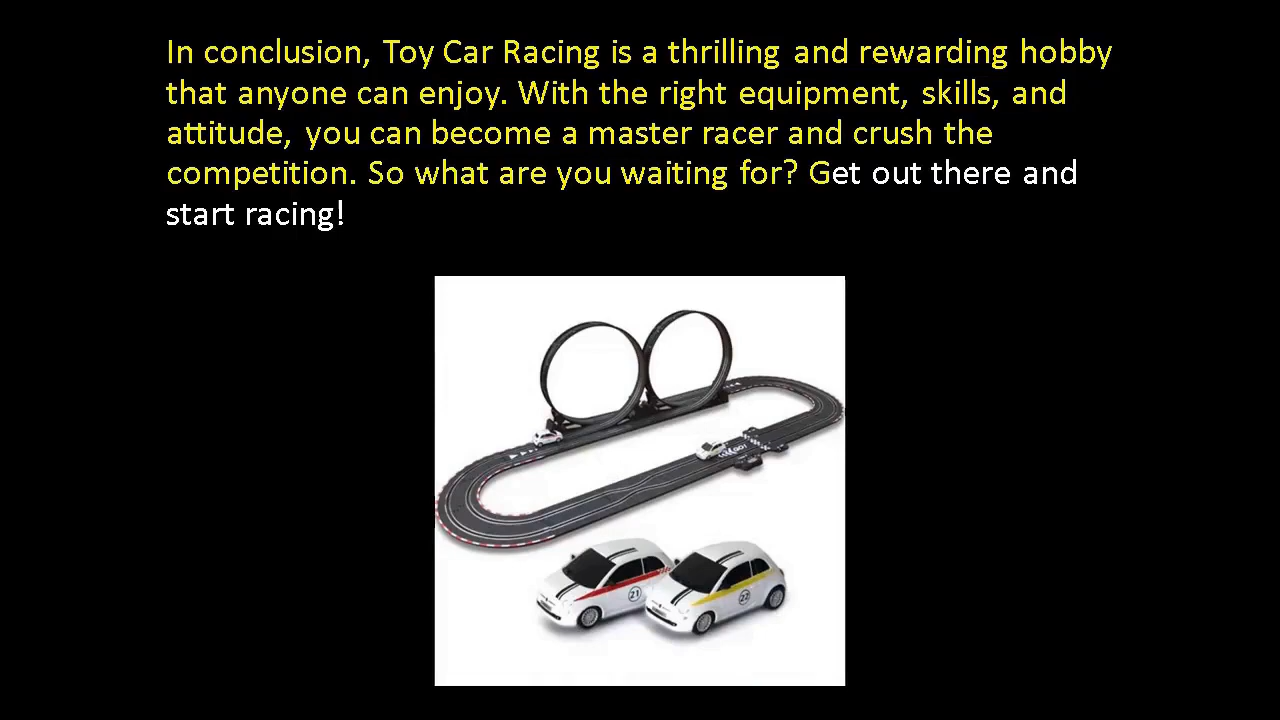 In conclusion, Toy Car Racing is a thrilling and rewarding hobby
that anyone can enjoy. With the right equipment, skills, and
attitude, you can become a master racer and crush the
competition. So what are you waiting for? Get out there and
start racing!
21
22